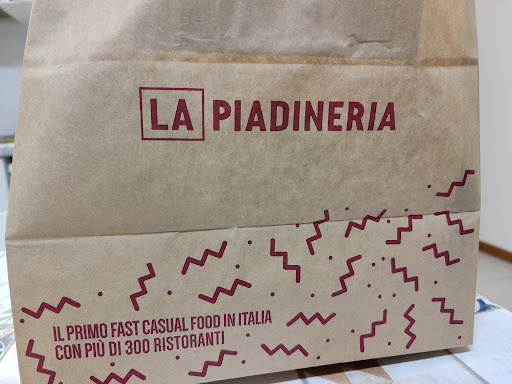 LA PIADINERIA
IL PRIMO FAST CASUAL FOOD IN ITALIA
CON PIÙ DI 300 RISTORANTI